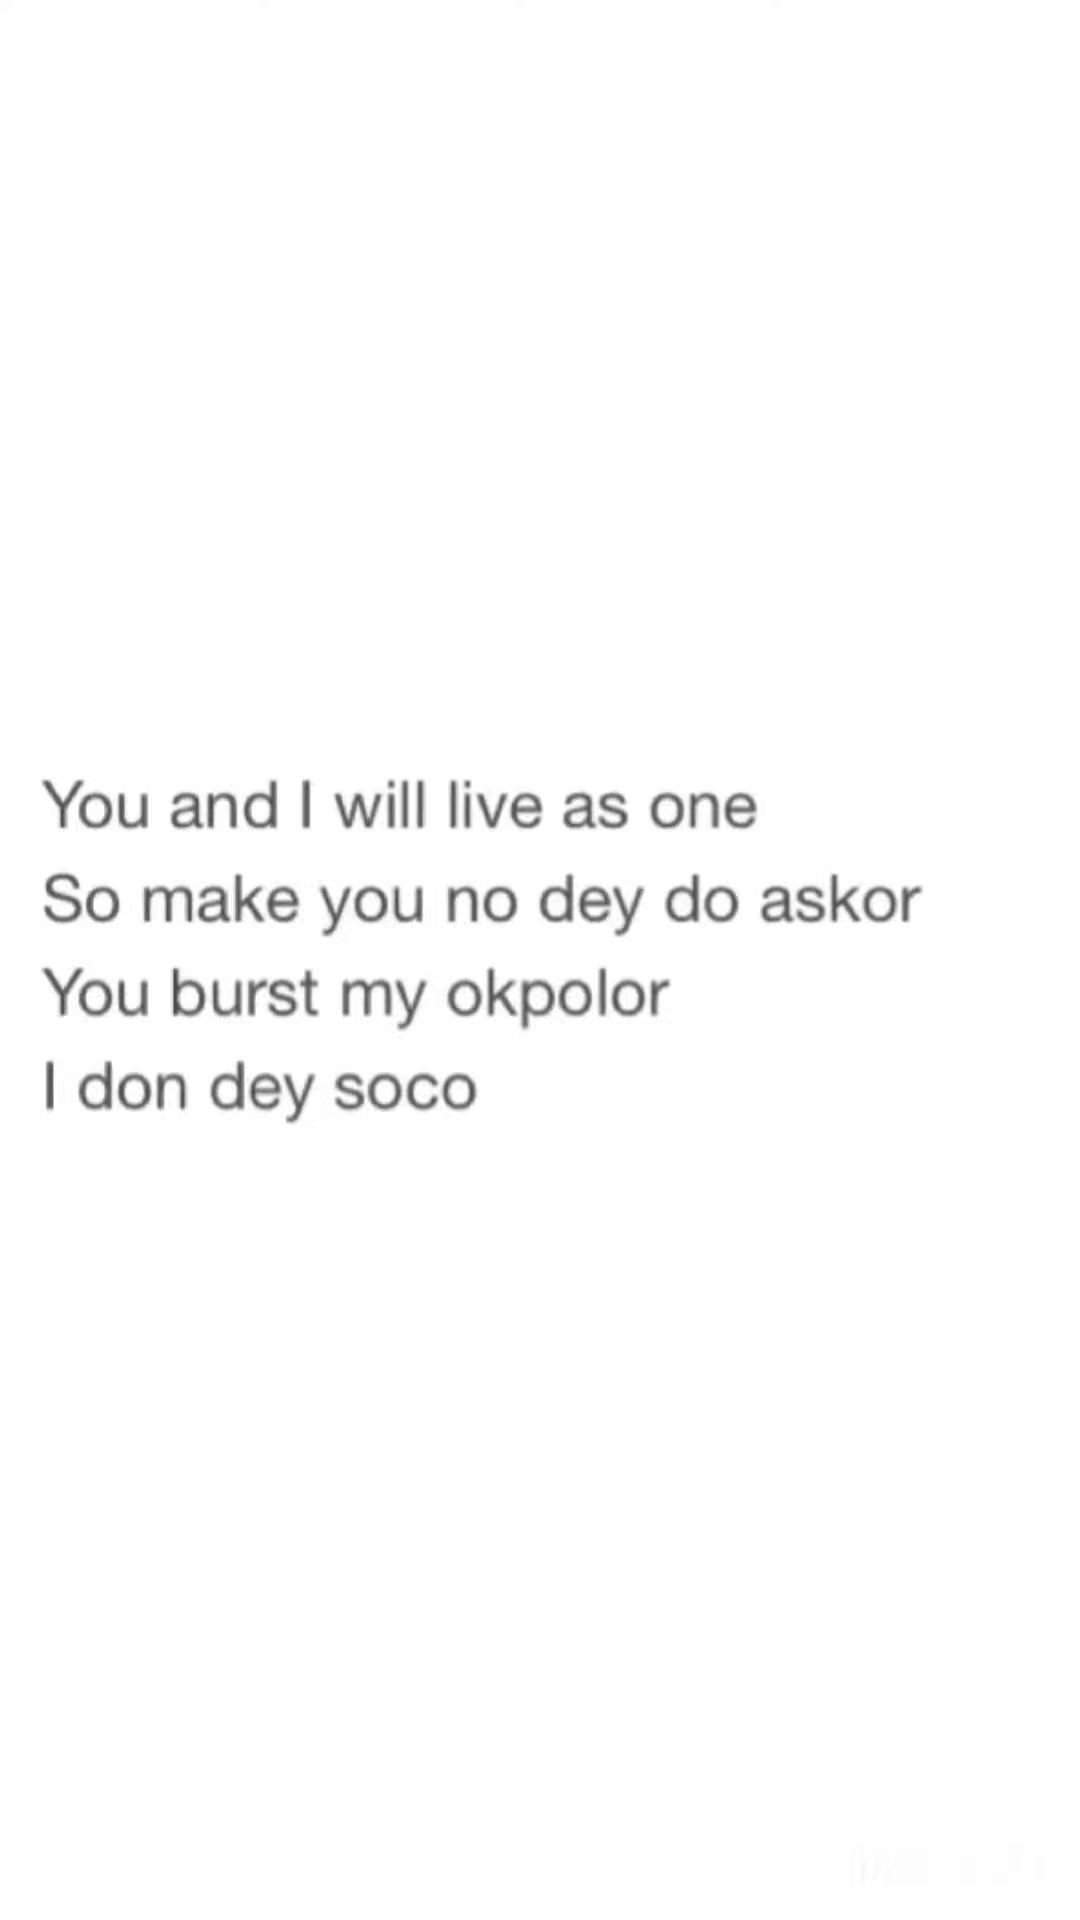 You and I will live as one
So make you no dey do askor
You burst my okpolor
I don dey soco